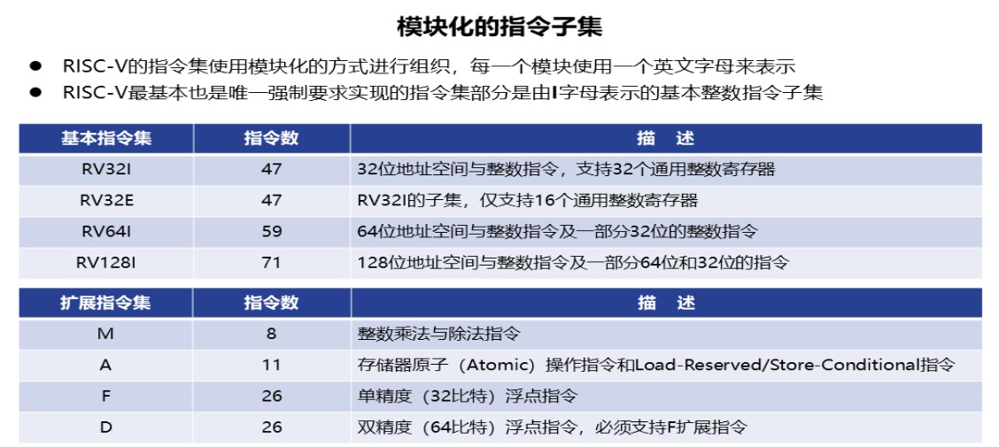 模块化的指令子集
● RISC-V的指令集使用模块化的方式进行组织，每一个模块使用一个英文字母来表示
● RISC-V最基本也是唯一强制要求实现的指令集部分是由I字母表示的基本整数指令子集
基本指令集 指令数 描 述
RV32I 47 32位地址空间与整数指令，支持32个通用整数寄存器
RV32E 47 RV32I的子集，仅支持16个通用整数寄存器
RV64I 59 64位地址空间与整数指令及一部分32位的整数指令
RV128I 71 128位地址空间与整数指令及一部分64位和32位的指令
扩展指令集 指令数 描 述
M 8 整数乘法与除法指令
A 11 存储器原子（Atomic）操作指令和Load-Reserved/Store-Conditional指令
F 26 单精度（32比特）浮点指令
D 26 双精度（64比特）浮点指令，必须支持F扩展指令